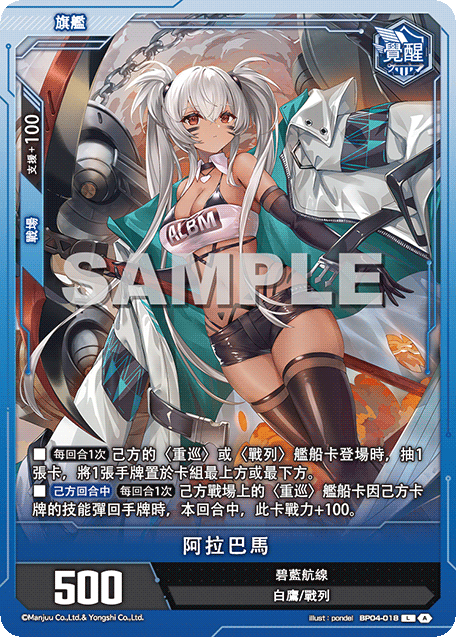 旗艦
覺醒
支援+100
戰場
ALBM
SAMPLE
■ 每回合1次 己方的〈重巡〉或〈戰列〉艦船卡登場時，抽1
張卡，將1張手牌置於卡組最上方或最下方。
■ 己方回合中 每回合1次 己方戰場上的〈重巡〉艦船卡因己方卡
牌的技能彈回手牌時，本回合中，此卡戰力+100。
阿拉巴馬
500
碧藍航線
白鷹/戰列
©Manjuu Co.,Ltd.& Yongshi Co.,Ltd.
illust : pondel BP04-018 L A